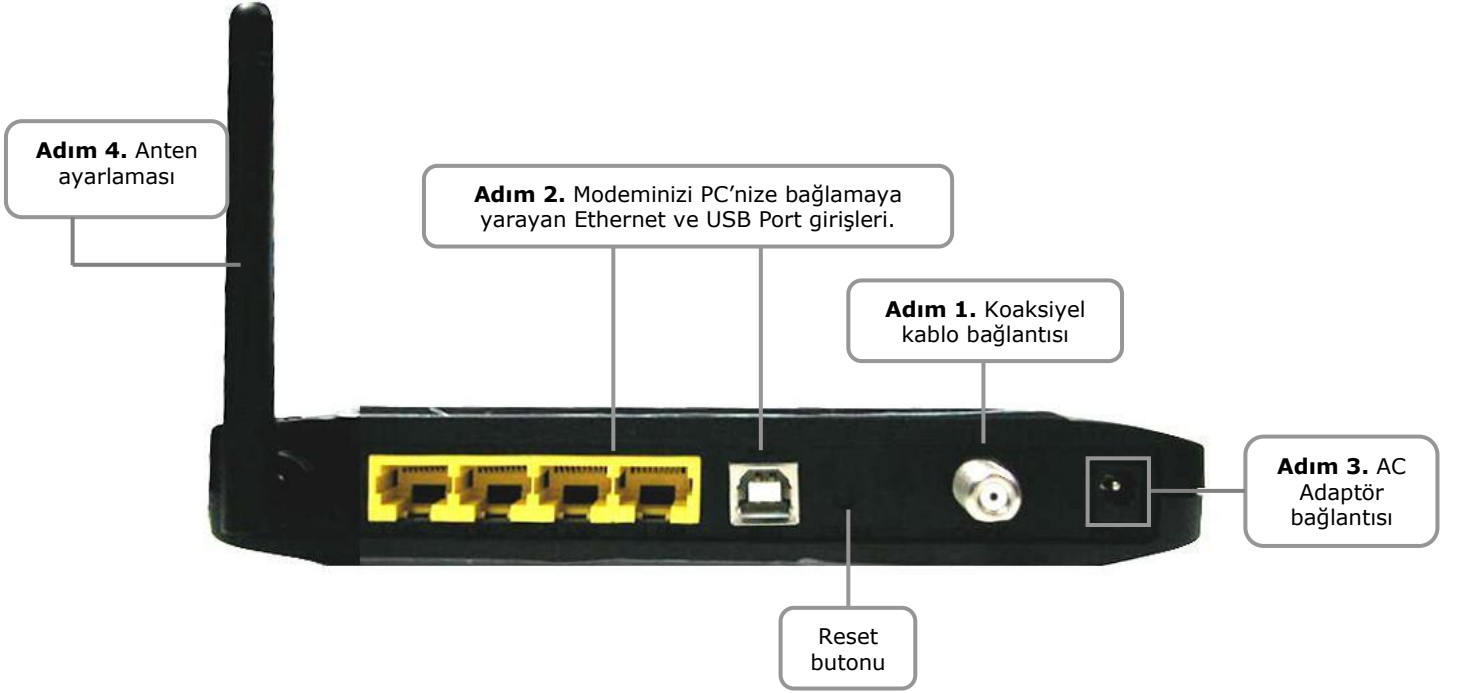 Adım 4. Anten
ayarlaması
Adım 2. Modeminizi PC’nize bağlamaya
yarayan Ethernet ve USB Port girişleri.
Adım 1. Koaksiyel
kablo bağlantısı
Adım 3. AC
Adaptör
bağlantısı
Reset
butonu